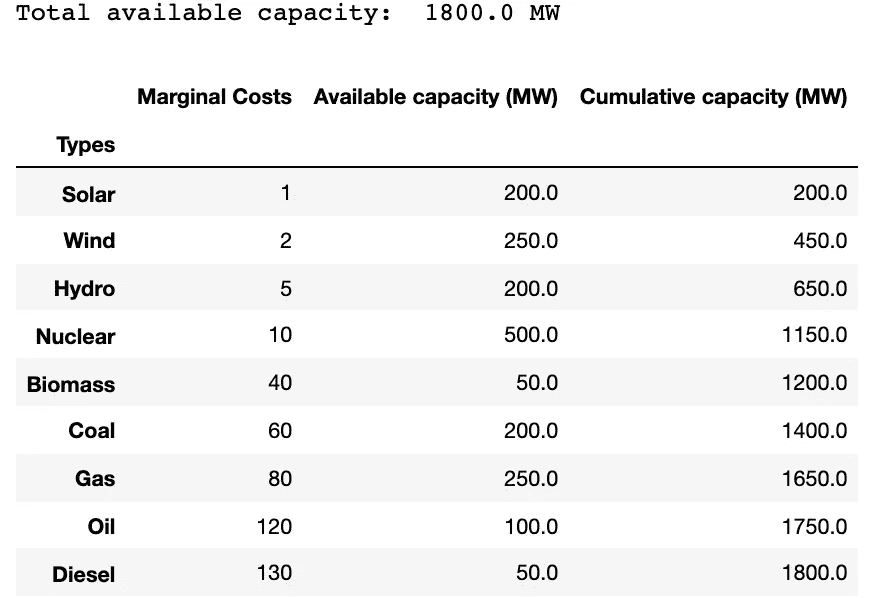 Total available capacity:  1800.0 MW
Marginal Costs Available capacity (MW) Cumulative capacity (MW)
Types
Solar 1 200.0 200.0
Wind 2 250.0 450.0
Hydro 5 200.0 650.0
Nuclear 10 500.0 1150.0
Biomass 40 50.0 1200.0
Coal 60 200.0 1400.0
Gas 80 250.0 1650.0
Oil 120 100.0 1750.0
Diesel 130 50.0 1800.0